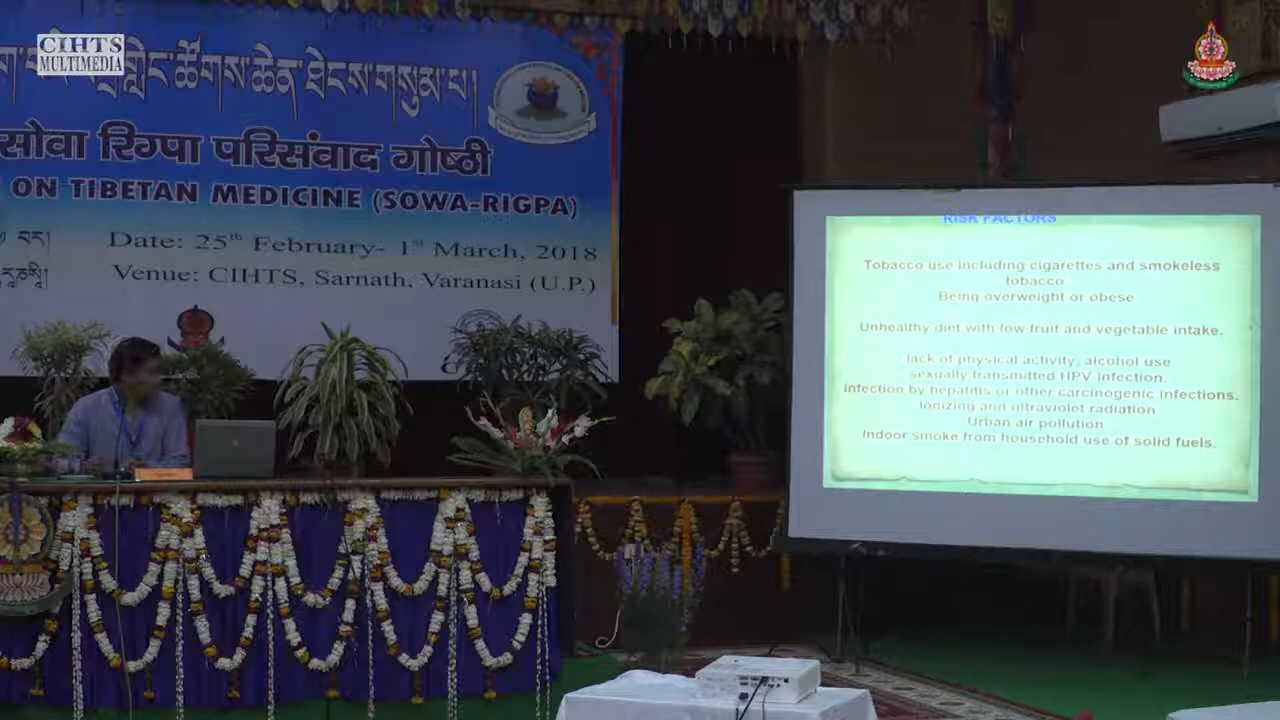 CIHTS
MULTIMEDIA
གླིང་ཚོགས་ཆེན་ཐེངས་གསུམ་པ།
सोवा रिग्पा परिसंवाद गोष्ठी
ON TIBETAN MEDICINE (SOWA-RIGPA)
Date: 25th February- 1st March, 2018
Venue: CIHTS, Sarnath, Varanasi (U.P.)
RISK FACTORS
Tobacco use including cigarettes and smokeless
tobacco.
Being overweight or obese
Unhealthy diet with low fruit and vegetable intake.
lack of physical activity, alcohol use
sexually transmitted HPV-infection.
infection by hepatitis or other carcinogenic infections.
Ionizing and ultraviolet radiation
Urban air pollution
Indoor smoke from household use of solid fuels.